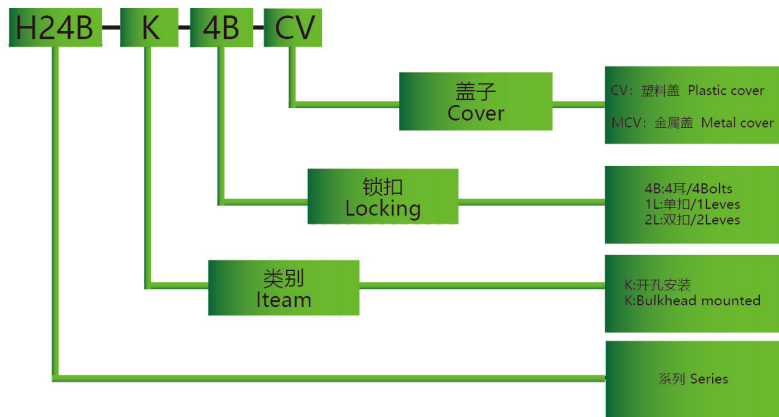 H24B-K-4B-CV
盖子
Cover
CV：塑料盖 Plastic cover
MCV：金属盖 Metal cover
锁扣
Locking
4B:4耳/4Bolts
1L:单扣/1Leves
2L:双扣/2Leves
类别
Iteam
K:开孔安装
K:Bulkhead mounted
系列 Series